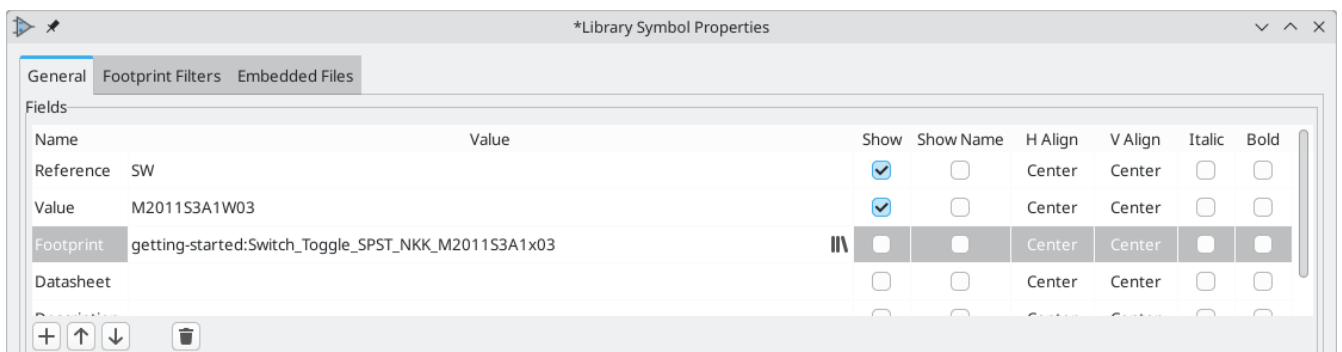 *Library Symbol Properties
General Footprint Filters Embedded Files
Fields
Name Value Show Show Name H Align V Align Italic Bold
Reference SW Center Center
Value M2011S3A1W03 Center Center
Footprint getting-started:Switch_Toggle_SPST_NKK_M2011S3A1x03 Center Center
Datasheet Center Center